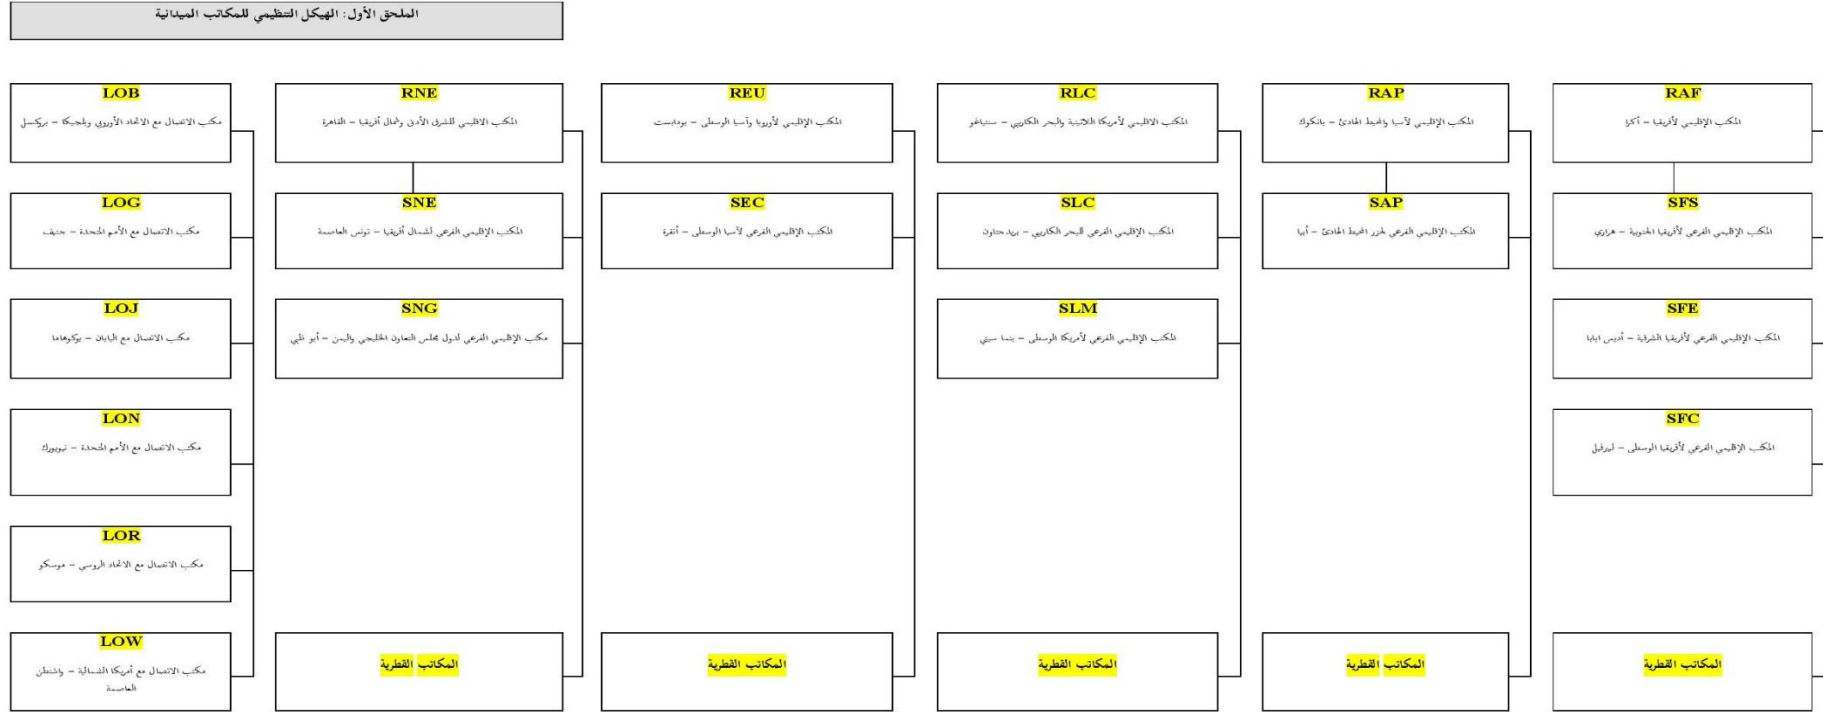 الملحق الأول: الهيكل التنظيمي للمكاتب الميدانية
RAF
المكتب الإقليمي لأفريقيا – أكرا
SFS
المكتب الإقليمي الفرعي لأفريقيا الجنوبية – هراري
SFE
المكتب الإقليمي الفرعي لأفريقيا الشرقية – أديس ابابا
SFC
المكتب الإقليمي الفرعي لأفريقيا الوسطى – ليبرفيل
المكاتب القطرية
RAP
المكتب الإقليمي لآسيا والمحيط الهادئ – بانكوك
SAP
المكتب الإقليمي الفرعي لجزر المحيط الهادئ – أبيا
المكاتب القطرية
RLC
المكتب الاقليمي لأمريكا اللاتينية والبحر الكاريبي – سنتياغو
SLC
المكتب الإقليمي الفرعي للبحر الكاريبي – بريدجتاون
SLM
المكتب الإقليمي الفرعي لأمريكا الوسطى – بنما سيتي
المكاتب القطرية
REU
المكتب الإقليمي لأوروبا وآسيا الوسطى – بودابست
SEC
المكتب الإقليمي الفرعي لآسيا الوسطى – أنقرة
المكاتب القطرية
RNE
المكتب الاقليمي للشرق الأدنى وشمال أفريقيا – القاهرة
SNE
المكتب الإقليمي الفرعي لشمال أفريقيا – تونس العاصمة
SNG
مكتب الإقليمي الفرعي لدول مجلس التعاون الخليجي واليمن – أبو ظبي
المكاتب القطرية
LOB
مكتب الاتصال مع الاتحاد الأوروبي وبلجيكا – بروكسل
LOG
مكتب الاتصال مع الأمم المتحدة – جنيف
LOJ
مكتب الاتصال مع اليابان – يوكوهاما
LON
مكتب الاتصال مع الأمم المتحدة – نيويورك
LOR
مكتب الاتصال مع الاتحاد الروسي – موسكو
LOW
مكتب الاتصال مع أمريكا الشمالية – واشنطن
العاصمة